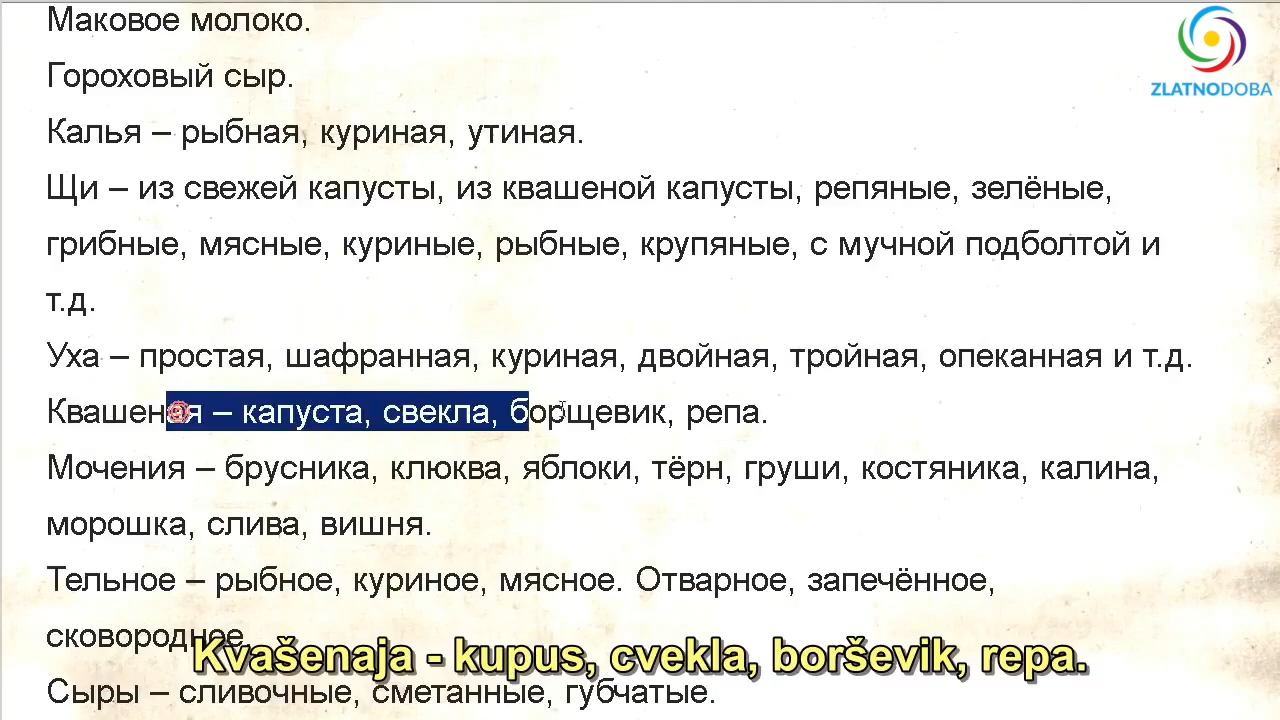 Маковое молоко.
ZLATNODOBA
Гороховый сыр.
Калья – рыбная, куриная, утиная.
Щи – из свежей капусты, из квашеной капусты, репяные, зелёные,
грибные, мясные, куриные, рыбные, крупяные, с мучной подболтой и
т.д.
Уха – простая, шафранная, куриная, двойная, тройная, опеканная и т.д.
Квашеная – капуста, свекла, борщевик, репа.
Мочения – брусника, клюква, яблоки, тёрн, груши, костяника, калина,
морошка, слива, вишня.
Тельное – рыбное, куриное, мясное. Отварное, запечённое,
сковородное.
Kvašenaja - kupus, cvekla, borševik, repa.
Сыры – сливочные, сметанные, губчатые.